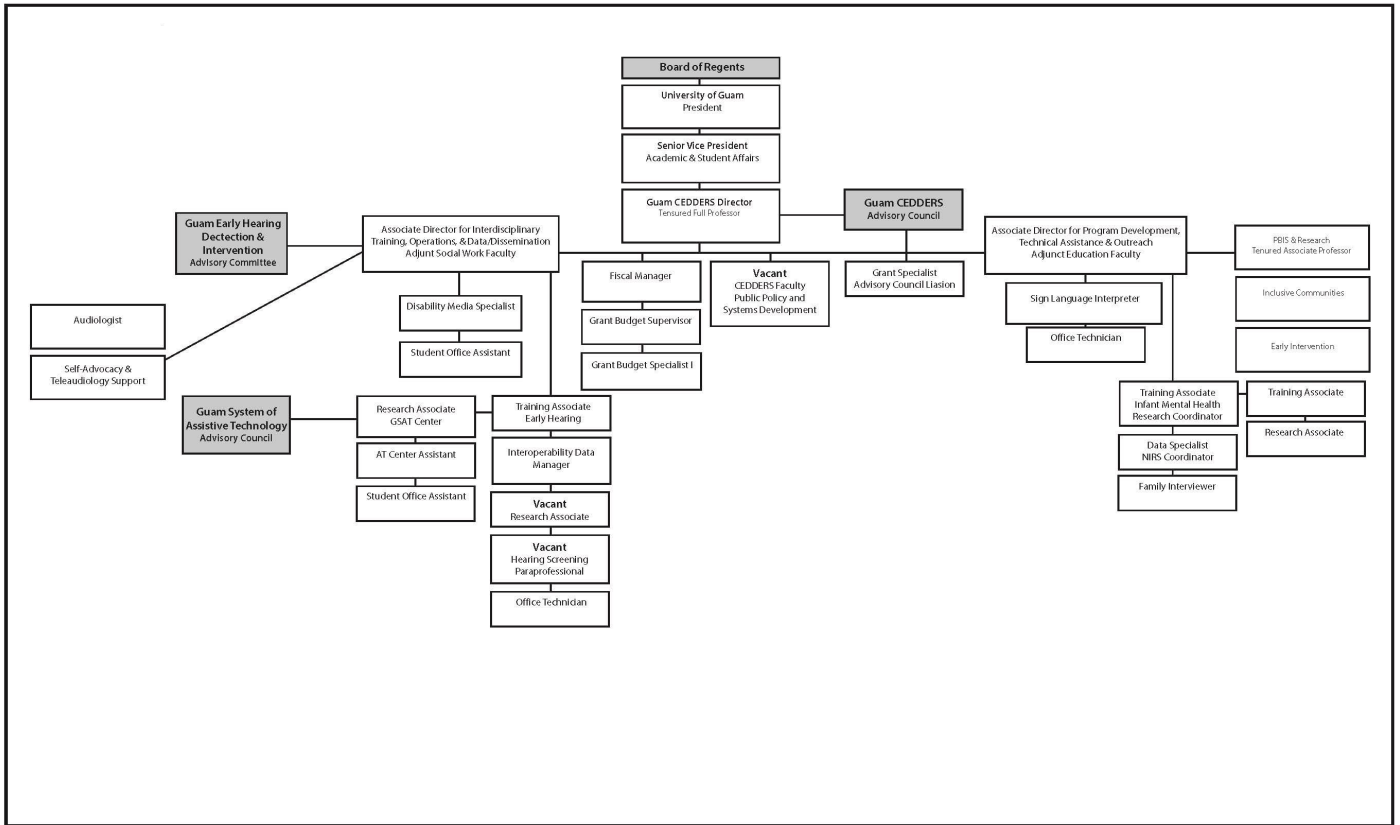 Board of Regents
University of Guam
President
Senior Vice President
Academic & Student Affairs
Guam CEDDERS Director
Tensured Full Professor
Guam CEDDERS
Advisory Council
Guam Early Hearing
Dectection &
Intervention
Advisory Committee
Associate Director for Interdisciplinary
Training, Operations, & Data/Dissemination
Adjunt Social Work Faculty
Associate Director for Program Development,
Technical Assistance & Outreach
Adjunct Education Faculty
PBIS & Research
Tenured Associate Professor
Inclusive Communities
Early Intervention
Fiscal Manager
Grant Budget Supervisor
Grant Budget Specialist I
Vacant
CEDDERS Faculty
Public Policy and
Systems Development
Grant Specialist
Advisory Council Liasion
Audiologist
Self-Advocacy &
Teleaudiology Support
Disability Media Specialist
Student Office Assistant
Sign Language Interpreter
Office Technician
Guam System of
Assistive Technology
Advisory Council
Research Associate
GSAT Center
AT Center Assistant
Student Office Assistant
Training Associate
Early Hearing
Interoperability Data
Manager
Vacant
Research Associate
Vacant
Hearing Screening
Paraprofessional
Office Technician
Training Associate
Infant Mental Health
Research Coordinator
Data Specialist
NIRS Coordinator
Family Interviewer
Training Associate
Research Associate